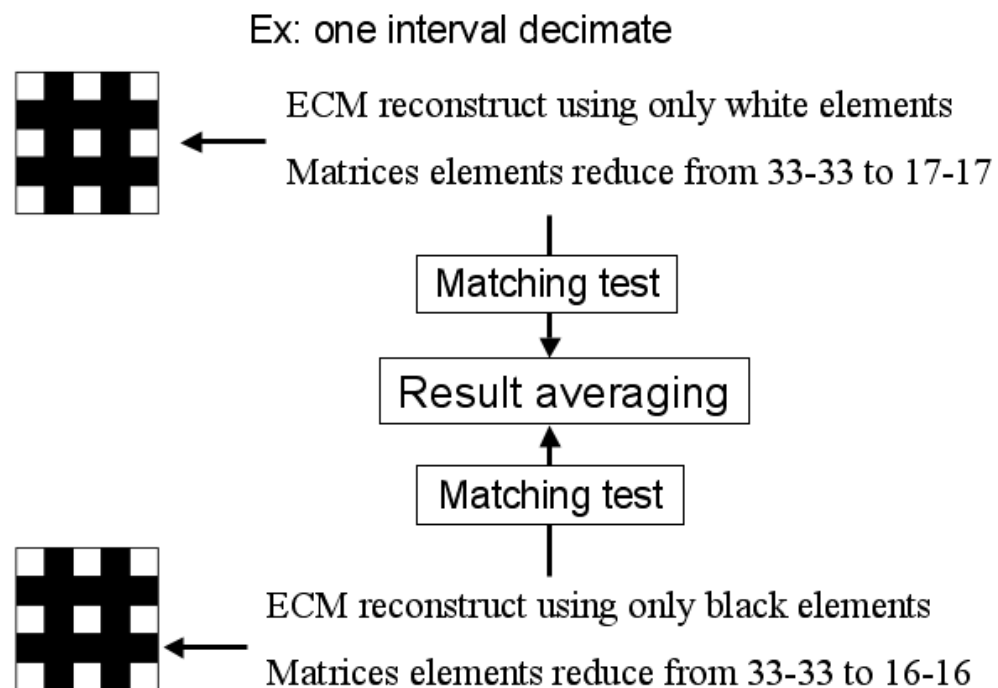 Ex: one interval decimate
ECM reconstruct using only white elements
Matrices elements reduce from 33-33 to 17-17
Matching test
Result averaging
Matching test
ECM reconstruct using only black elements
Matrices elements reduce from 33-33 to 16-16